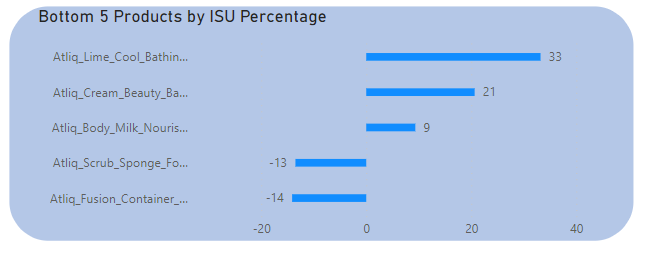 Bottom 5 Products by ISU Percentage
Atliq_Lime_Cool_Bathin... 33
Atliq_Cream_Beauty_Ba... 21
Atliq_Body_Milk_Nouris... 9
Atliq_Scrub_Sponge_Fo... -13
Atliq_Fusion_Container_... -14
-20 0 20 40